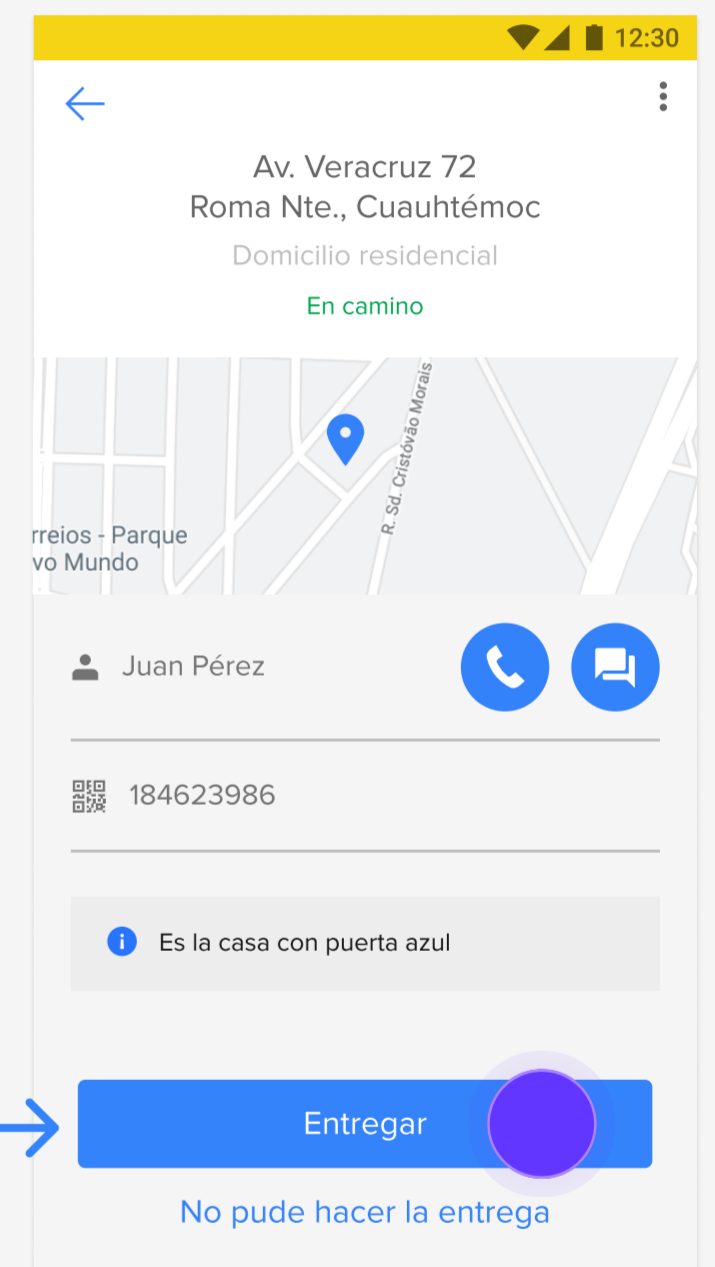 12:30
Av. Veracruz 72
Roma Nte., Cuauhtémoc
Domicilio residencial
En camino
R. Sd. Cristóvão Morais
rreios - Parque
vo Mundo
Juan Pérez
184623986
Es la casa con puerta azul
Entregar
No pude hacer la entrega